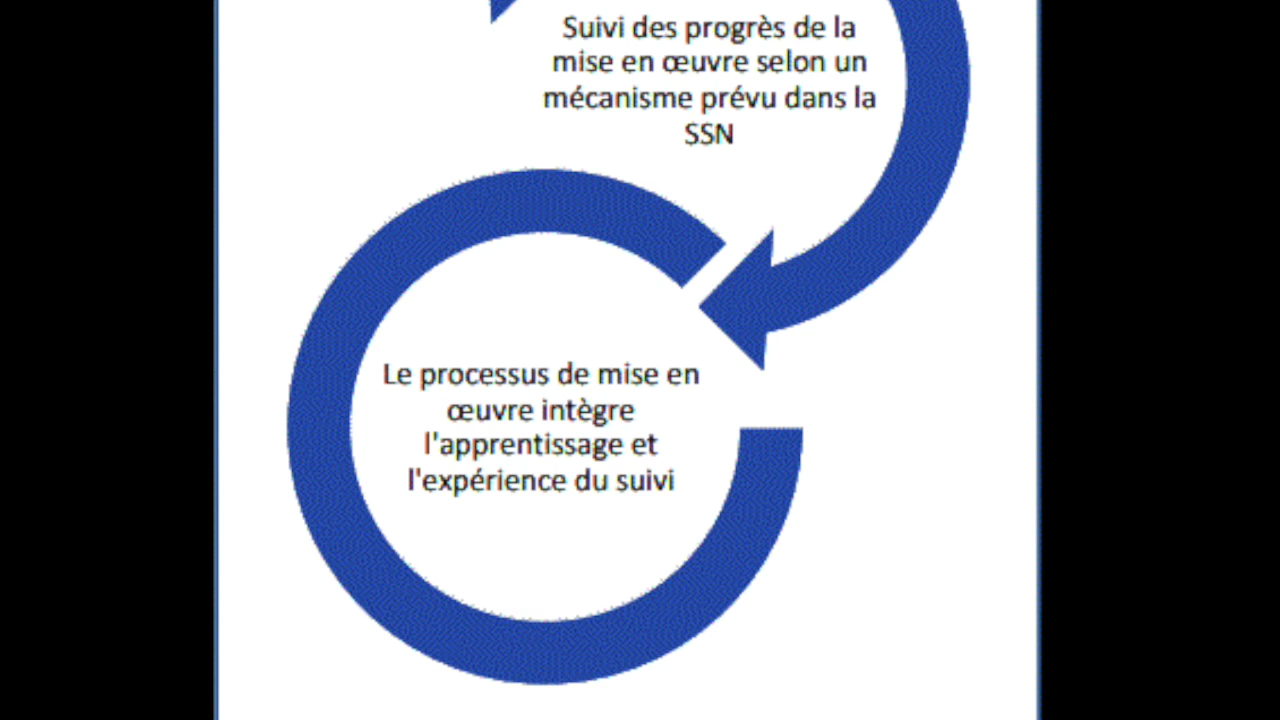 Suivi des progrès de la
mise en œuvre selon un
mécanisme prévu dans la
SSN
Le processus de mise en
œuvre intègre
l'apprentissage et
l'expérience du suivi